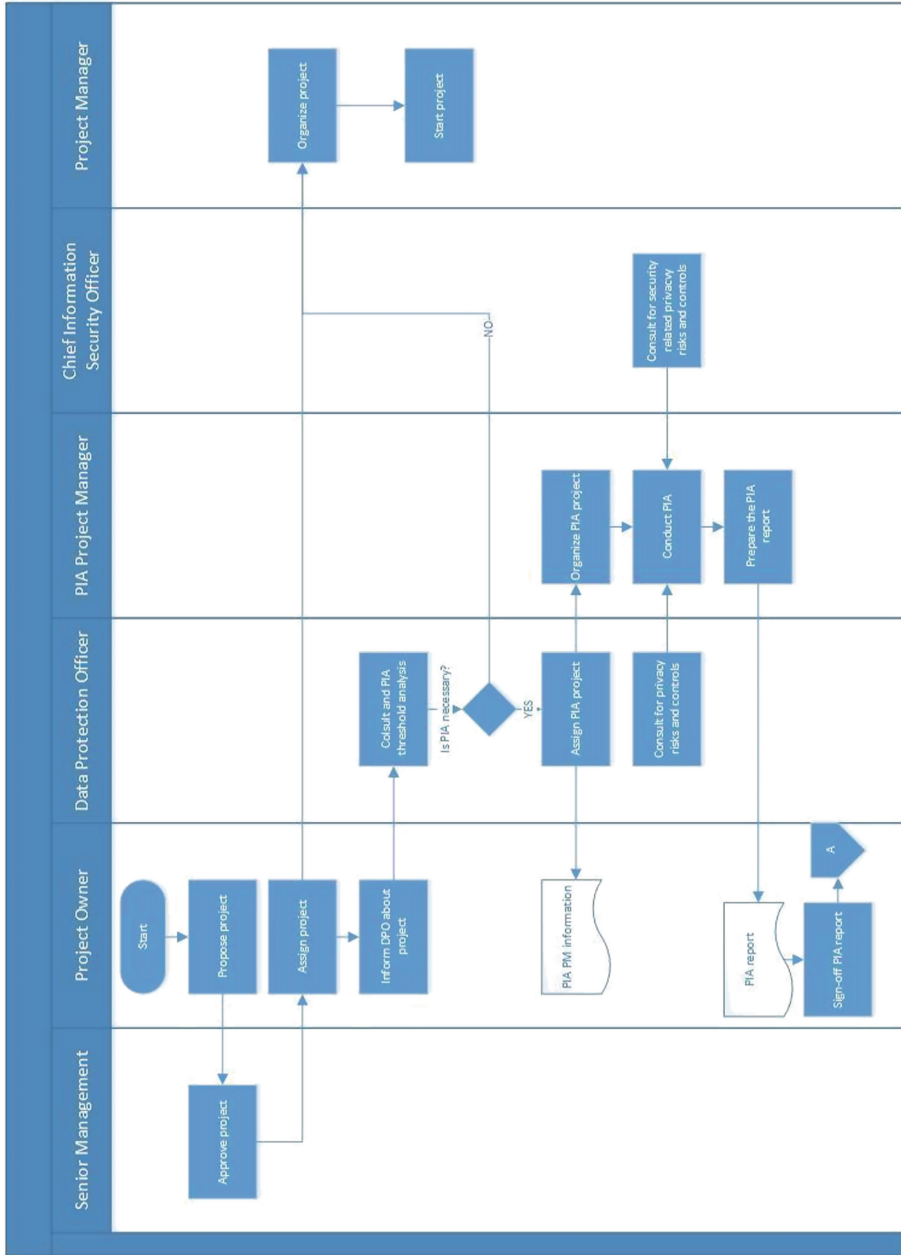 Senior Management
Project Owner
Data Protection Officer
PIA Project Manager
Chief Information
Security Officer
Project Manager
Start
Propose project
Approve project
Assign project
Organize project
Inform DPO about
project
Colsult and PIA
threshold analysis
Start project
Is PIA necessary?
NO
YES
PIA PM information
Assign PIA project
Organize PIA project
Consult for privacy
risks and controls
Conduct PIA
Consult for security
related privacvy
risks and controls
PIA report
Prepare the PIA
report
Sign-off PIA report
A